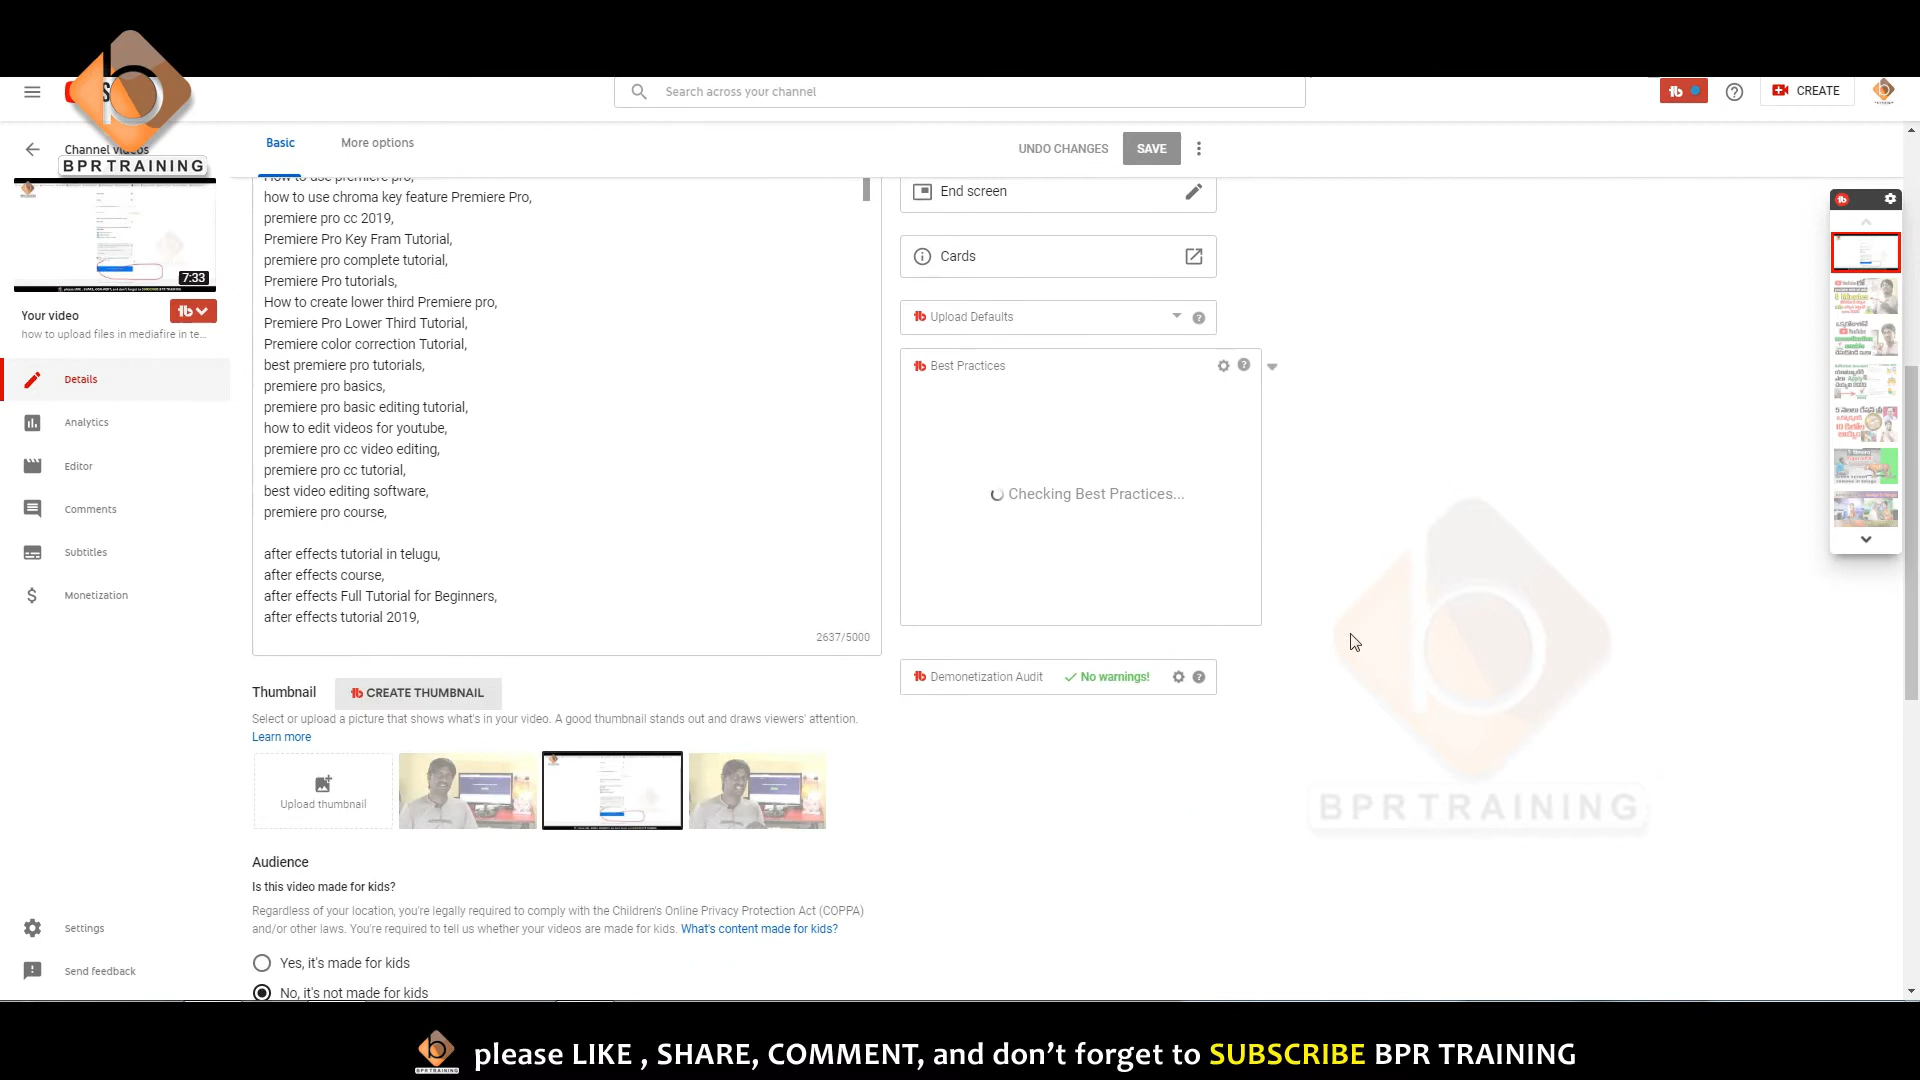 Search across your channel
CREATE
BPRTRAINING
Basic
More options
UNDO CHANGES
SAVE
7:33
Your video
how to upload files in mediafire in te...
Details
Analytics
Editor
Comments
Subtitles
Monetization
Settings
Send feedback
How to use premiere pro,
how to use chroma key feature Premiere Pro,
premiere pro cc 2019,
Premiere Pro Key Fram Tutorial,
premiere pro complete tutorial,
Premiere Pro tutorials,
How to create lower third Premiere pro,
Premiere Pro Lower Third Tutorial,
Premiere color correction Tutorial,
best premiere pro tutorials,
premiere pro basics,
premiere pro basic editing tutorial,
how to edit videos for youtube,
premiere pro cc video editing,
premiere pro cc tutorial,
best video editing software,
premiere pro course,
after effects tutorial in telugu,
after effects course,
after effects Full Tutorial for Beginners,
after effects tutorial 2019,
2637/5000
End screen
Cards
Upload Defaults
Best Practices
Checking Best Practices...
Demonetization Audit
No warnings!
Thumbnail
CREATE THUMBNAIL
Select or upload a picture that shows what's in your video. A good thumbnail stands out and draws viewers' attention.
Learn more
Upload thumbnail
Audience
Is this video made for kids?
Regardless of your location, you're legally required to comply with the Children's Online Privacy Protection Act (COPPA)
and/or other laws. You're required to tell us whether your videos are made for kids. What's content made for kids?
Yes, it's made for kids
No, it's not made for kids
BPRTRAINING
please LIKE , SHARE, COMMENT, and don't forget to SUBSCRIBE BPR TRAINING